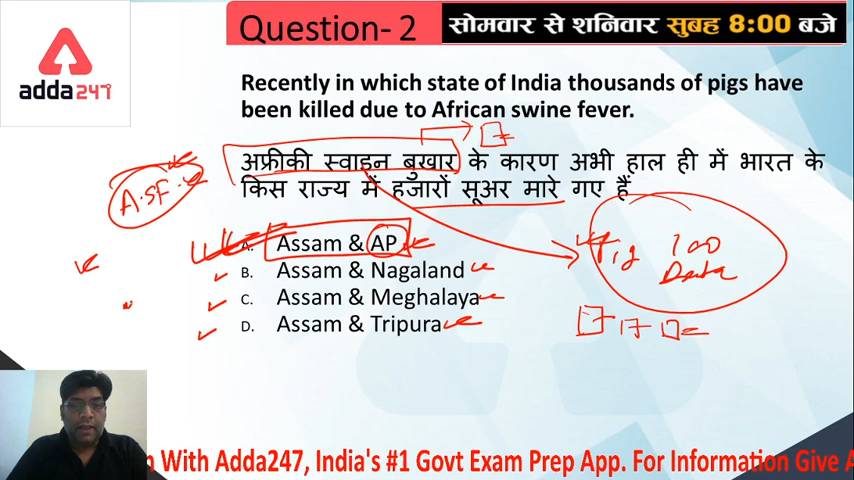 Question- 2
सोमवार से शनिवार सुबह 8:00 बजे
adda247
Recently in which state of India thousands of pigs have
been killed due to African swine fever.
अफ्रीकी स्वाइन बुखार के कारण अभी हाल ही में भारत के
किस राज्य में हजारों सूअर मारे गए हैं
A.SF.
A. Assam & AP
B. Assam & Nagaland
C. Assam & Meghalaya
D. Assam & Tripura
Pig 100
Death
n With Adda247, India's #1 Govt Exam Prep App. For Information Give A